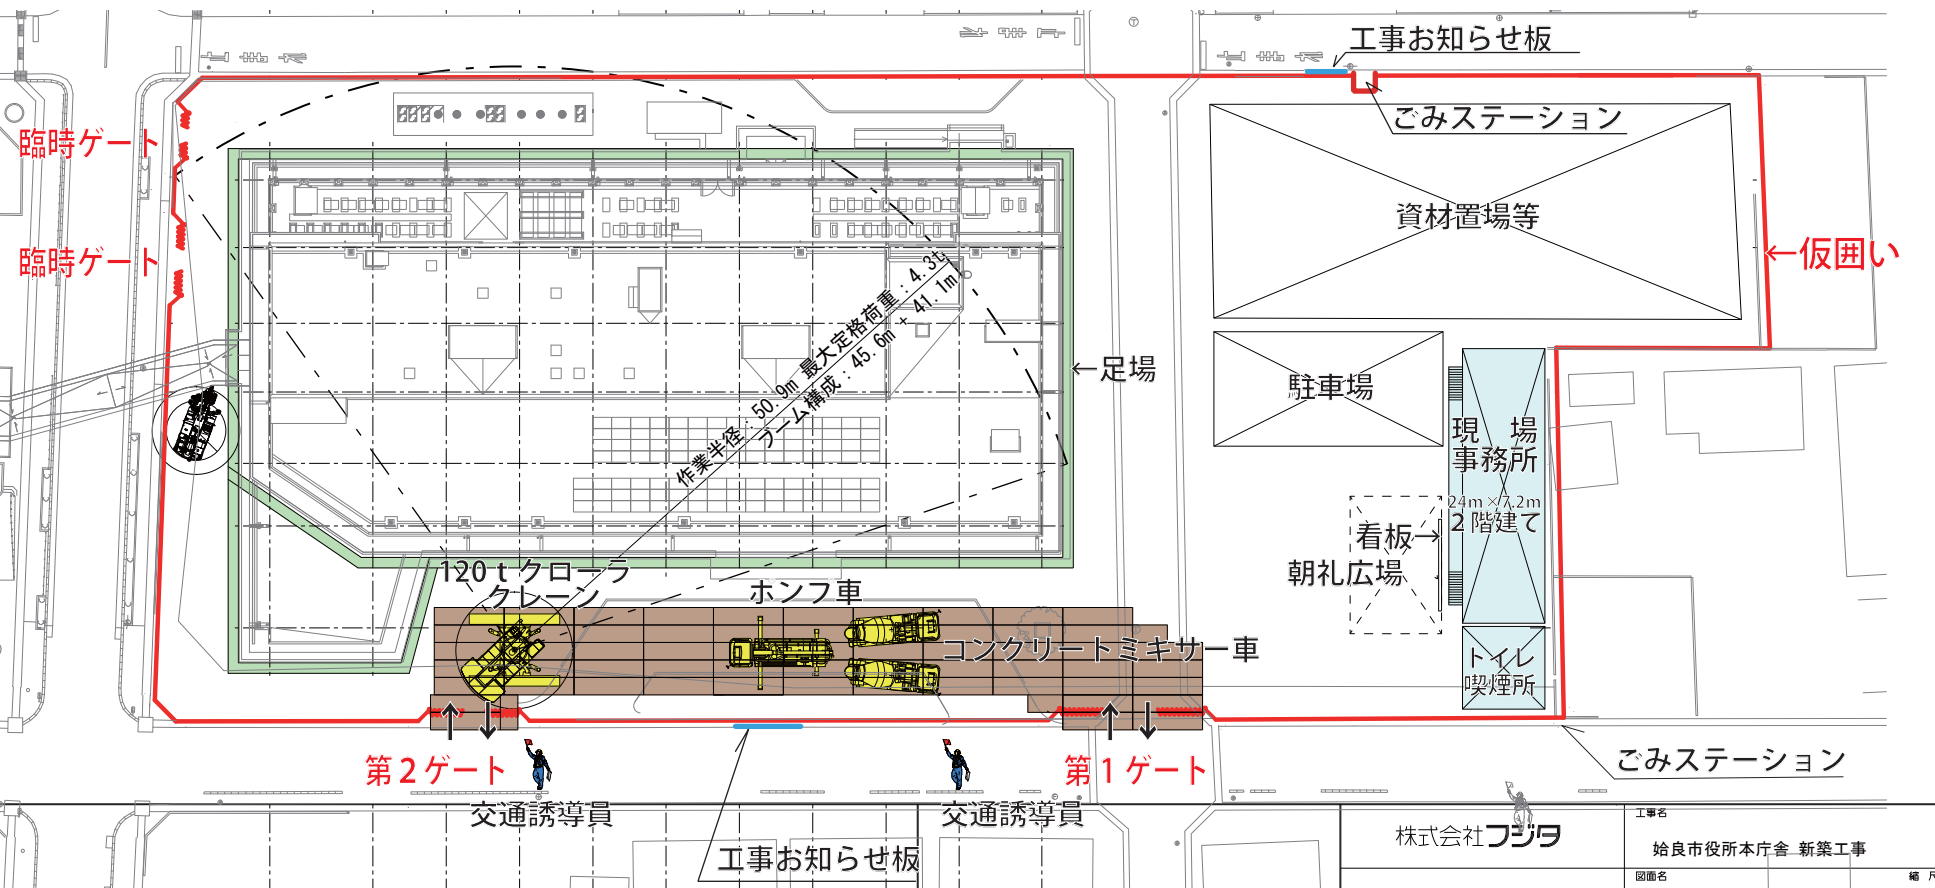 工事お知らせ板
ごみステーション
臨時ゲート
資材置場等
臨時ゲート
←仮囲い
作業半径：50.9m 最大定格荷重：4.3t
ブーム構成：45.6m + 41.1m
←足場
駐車場
現 場
事務所
24m×7.2m
２階建て
看板→
朝礼広場
120ｔクローラ
クレーン
ホンフ車
コンクリートミキサー車
トイレ
喫煙所
第２ゲート
第１ゲート
ごみステーション
交通誘導員
交通誘導員
工事お知らせ板
株式会社フジタ
工事名
姶良市役所本庁舎 新築工事
図面名
縮 尺